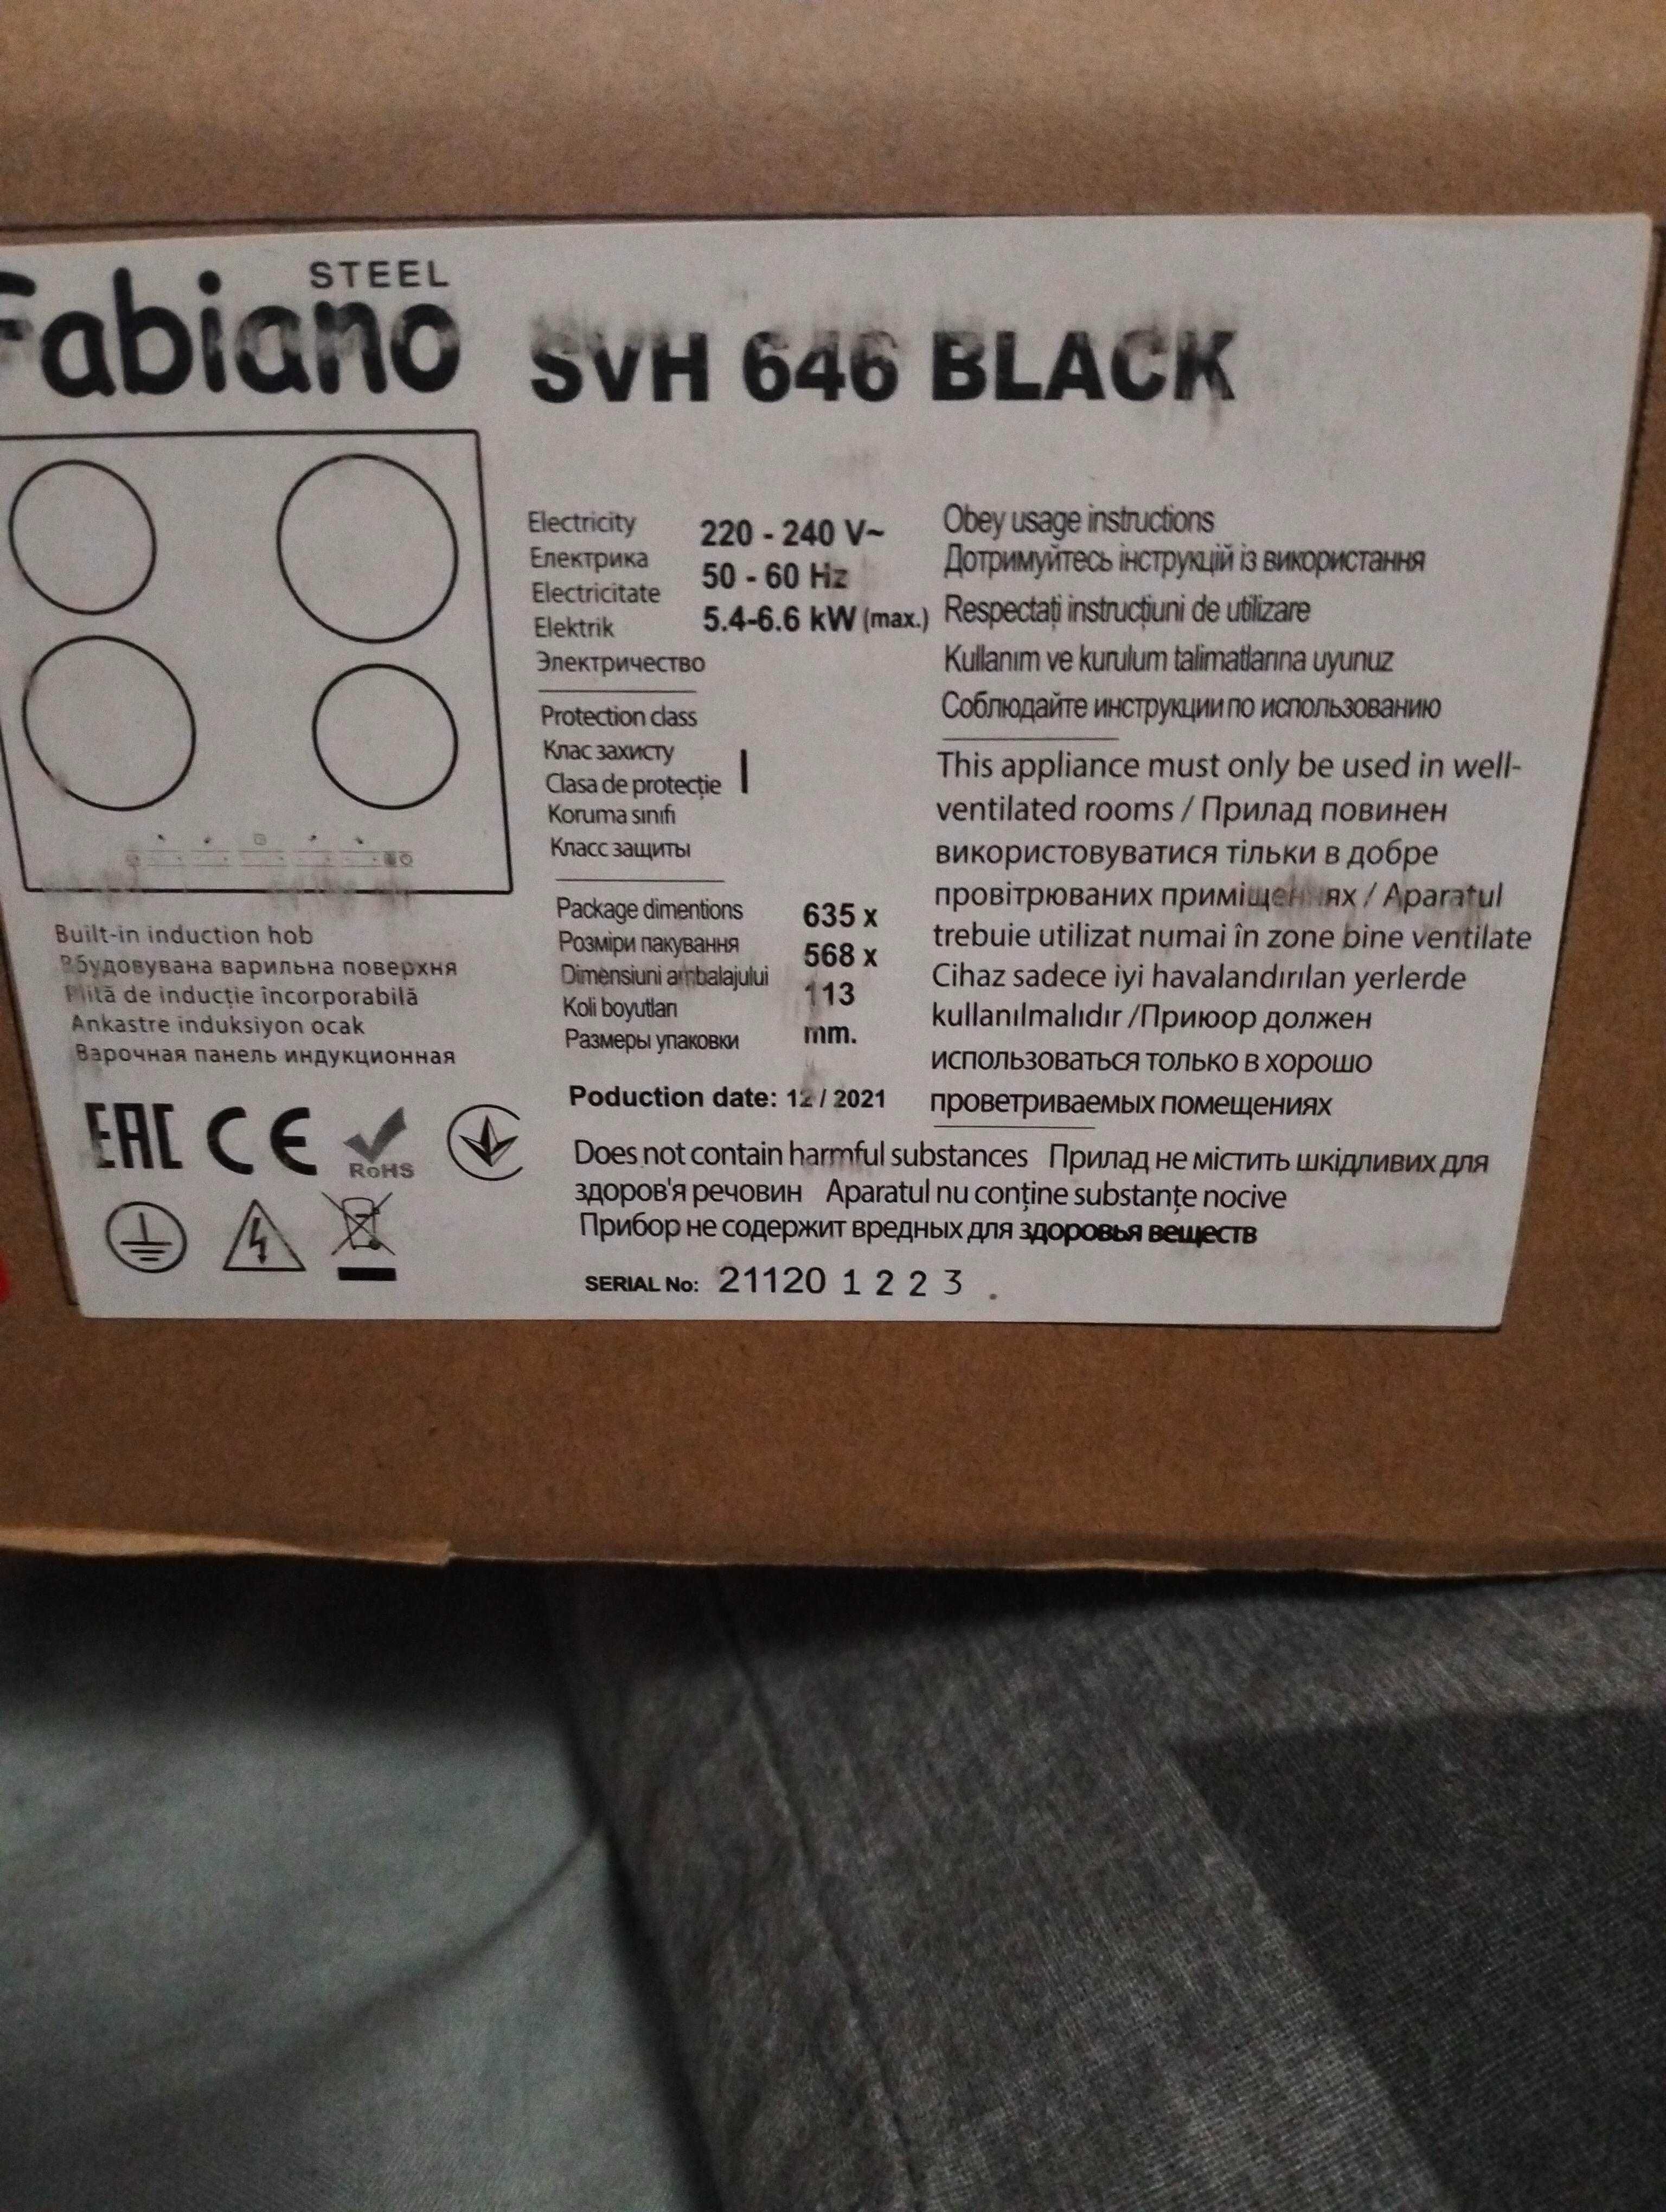 STEEL
Fabiano
SVH 646 BLACK
Electricity
Електрика
Electricitate
Elektrik
Электричество
220 - 240 V~
50 - 60 Hz
5.4-6.6 kW (max.)
Protection class
Клас захисту
Clasa de protecție
Koruma sınıfı
Класс защиты
I
Package dimentions
Розміри пакування
Dimensiuni ambalajului
Koli boyutları
Размеры упаковки
635 x
568 x
113
mm.
Poduction date: 12 / 2021
Obey usage instructions
Дотримуйтесь інструкцій із використання
Respectați instrucțiuni de utilizare
Kullanım ve kurulum talimatlarına uyunuz
Соблюдайте инструкции по использованию
This appliance must only be used in well-
ventilated rooms / Прилад повинен
використовуватися тільки в добре
провітрюваних приміщеннях / Aparatul
trebuie utilizat numai în zone bine ventilate
Cihaz sadece iyi havalandırılan yerlerde
kullanılmalıdır /Приюор должен
использоваться только в хорошо
проветриваемых помещениях
Built-in induction hob
Вбудовувана варильна поверхня
Plită de inducție încorporabilă
Ankastre induksiyon ocak
Варочная панель индукционная
EAC CE RoHS
Does not contain harmful substances Прилад не містить шкідливих для
здоров'я речовин Aparatul nu conține substanțe nocive
Прибор не содержит вредных для здоровья веществ
SERIAL No: 21120 1 2 2 3 .